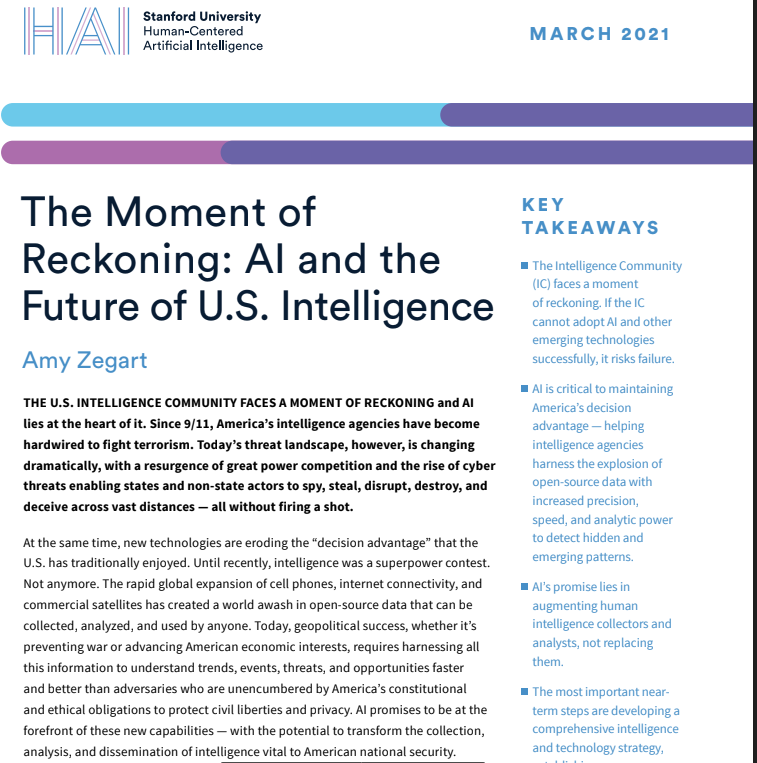 HAI
Stanford University
Human-Centered
Artificial Intelligence
MARCH 2021
The Moment of
Reckoning: AI and the
Future of U.S. Intelligence
Amy Zegart
THE U.S. INTELLIGENCE COMMUNITY FACES A MOMENT OF RECKONING and AI
lies at the heart of it. Since 9/11, America's intelligence agencies have become
hardwired to fight terrorism. Today's threat landscape, however, is changing
dramatically, with a resurgence of great power competition and the rise of cyber
threats enabling states and non-state actors to spy, steal, disrupt, destroy, and
deceive across vast distances — all without firing a shot.
At the same time, new technologies are eroding the “decision advantage” that the
U.S. has traditionally enjoyed. Until recently, intelligence was a superpower contest.
Not anymore. The rapid global expansion of cell phones, internet connectivity, and
commercial satellites has created a world awash in open-source data that can be
collected, analyzed, and used by anyone. Today, geopolitical success, whether it's
preventing war or advancing American economic interests, requires harnessing all
this information to understand trends, events, threats, and opportunities faster
and better than adversaries who are unencumbered by America's constitutional
and ethical obligations to protect civil liberties and privacy. AI promises to be at the
forefront of these new capabilities — with the potential to transform the collection,
analysis, and dissemination of intelligence vital to American national security.
KEY
TAKEAWAYS
The Intelligence Community
(IC) faces a moment
of reckoning. If the IC
cannot adopt AI and other
emerging technologies
successfully, it risks failure.
AI is critical to maintaining
America's decision
advantage — helping
intelligence agencies
harness the explosion of
open-source data with
increased precision,
speed, and analytic power
to detect hidden and
emerging patterns.
AI's promise lies in
augmenting human
intelligence collectors and
analysts, not replacing
them.
The most important near-
term steps are developing a
comprehensive intelligence
and technology strategy,